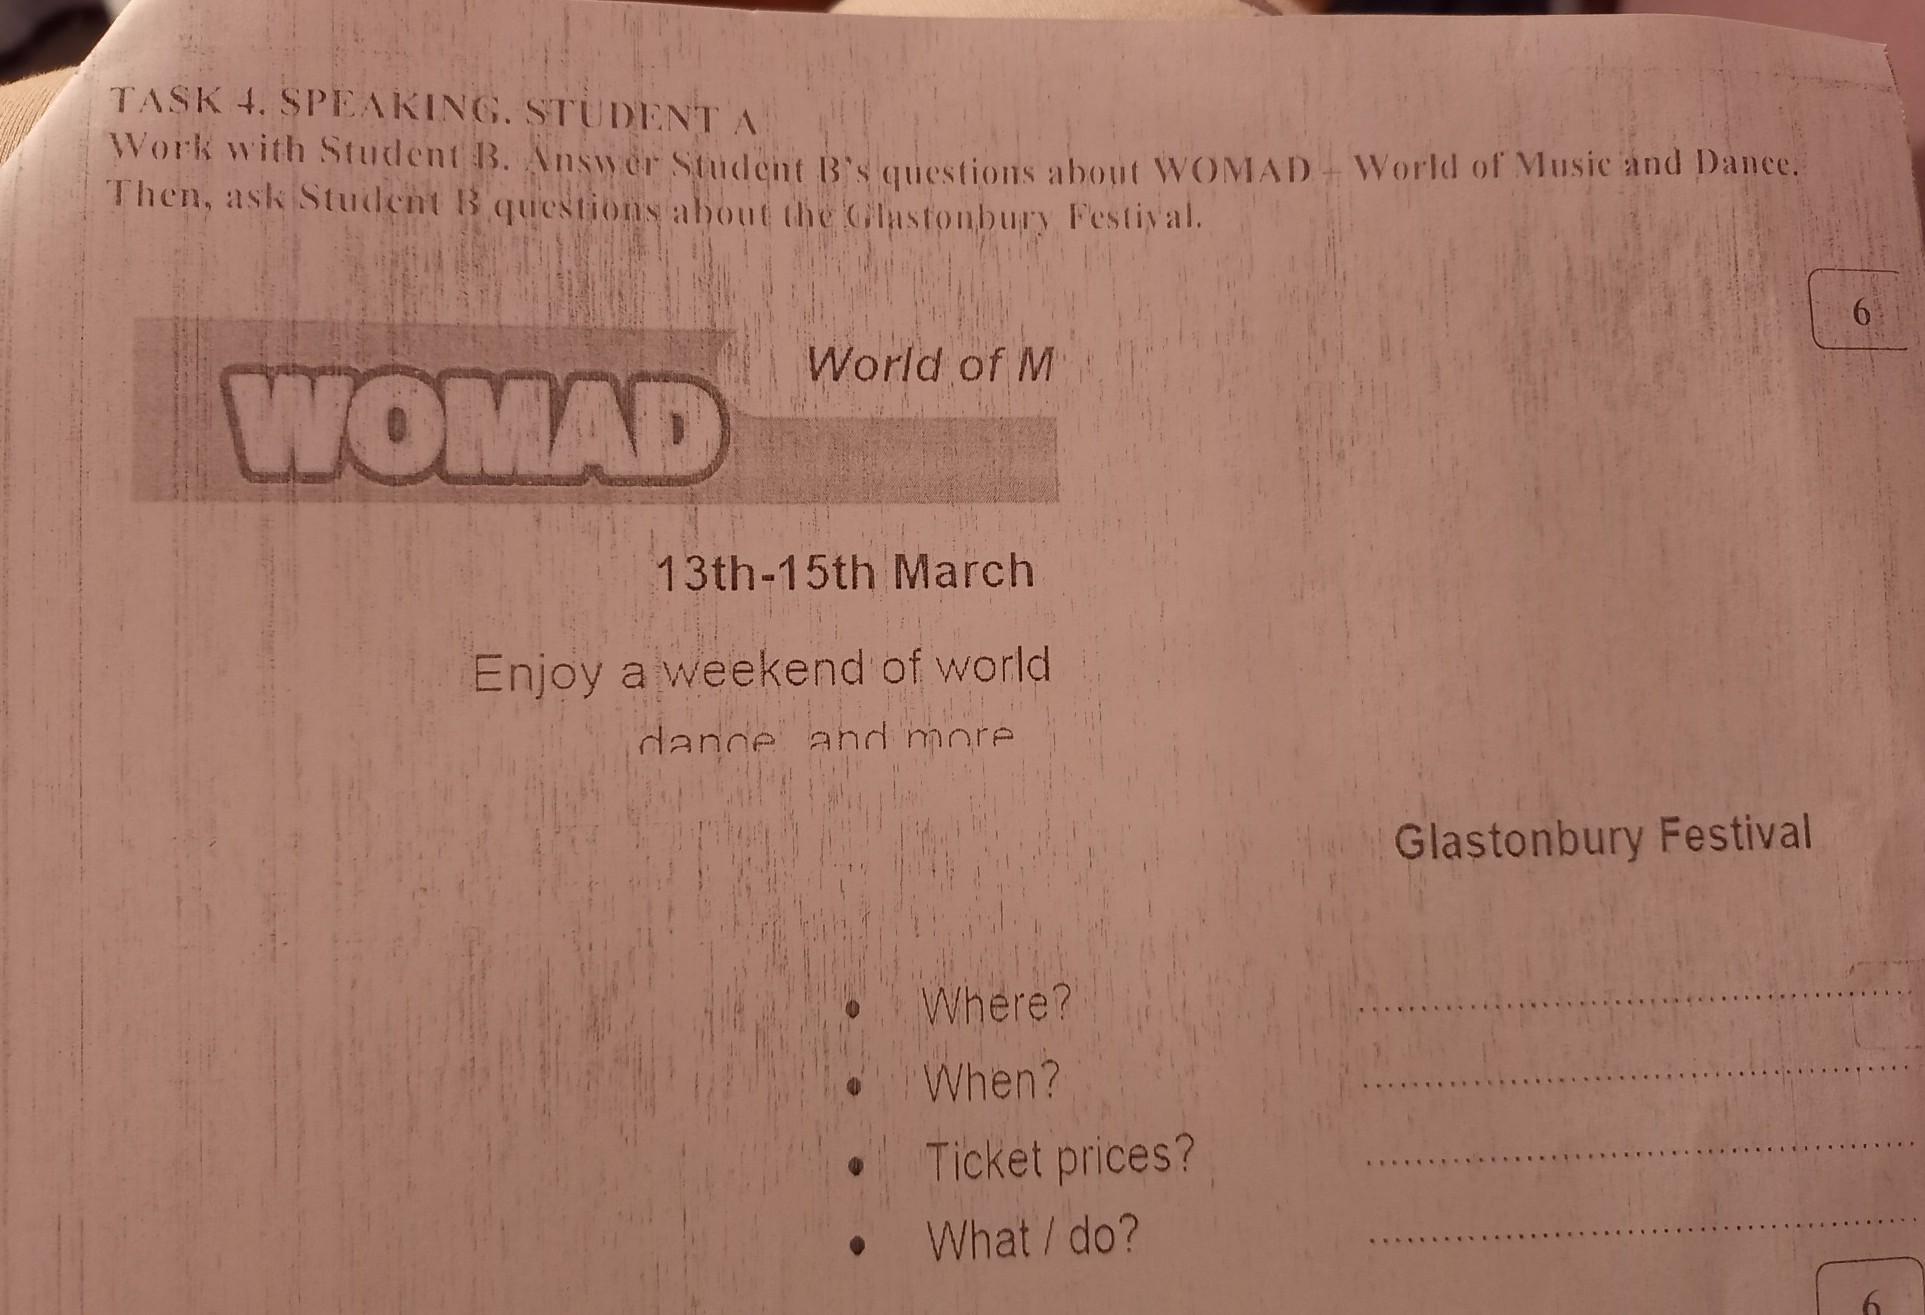 TASK 4. SPEAKING. STUDENT A
Work with Student B. Answer Student B's questions about WOMAD – World of Music and Dance.
Then, ask Student B questions about the Glastonbury Festival.
6
World of M
WOMAD
13th-15th March
Enjoy a weekend of world
dance and more
Glastonbury Festival
• Where? ........................................
• When? ........................................
• Ticket prices? ........................................
• What / do? ........................................
6